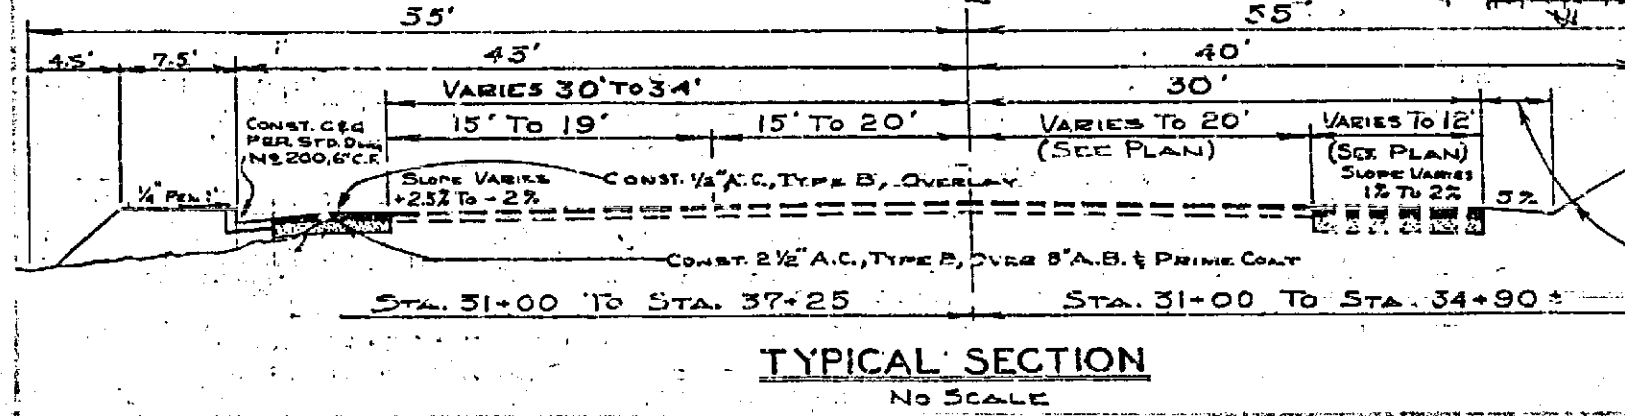 55'
55'
4.5'
7.5'
43'
40'
VARIES 30' TO 34'
30'
15' TO 19'
15' TO 20'
VARIES TO 20'
(SEE PLAN)
VARIES TO 12'
(SEE PLAN)
SLOPE VARIES
1% TO 2%
CONST. C&G
PER STD. DWG
Nº 200, 6" C.F.
1/4" PER 1'
SLOPE VARIES
+2.5% TO -2%
CONST. 1/2" A.C., TYPE B, OVERLAY
5%
CONST. 2 1/2" A.C., TYPE B, OVER 8" A.B. & PRIME COAT
STA. 31+00 TO STA. 37+25
STA. 31+00 TO STA. 34+90 ±
TYPICAL SECTION
NO SCALE